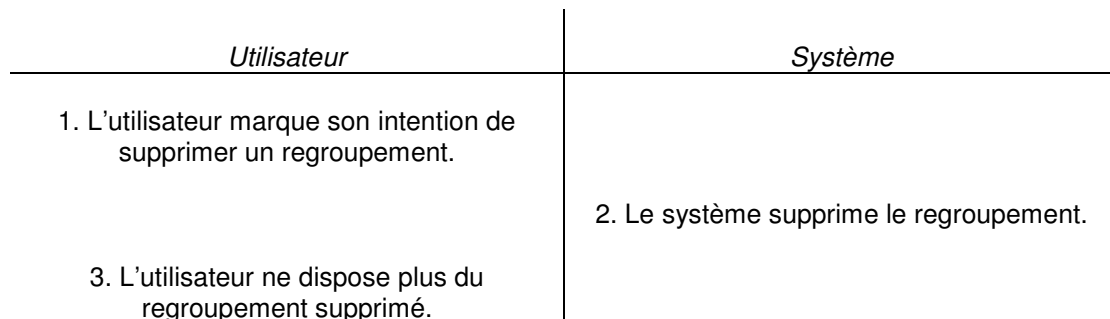 Utilisateur Système
1. L'utilisateur marque son intention de
supprimer un regroupement.
2. Le système supprime le regroupement.
3. L'utilisateur ne dispose plus du
regroupement supprimé.